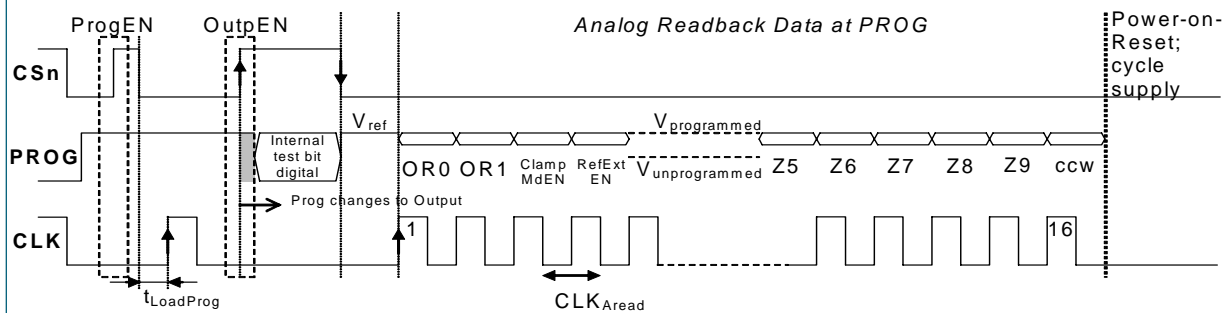 ProgEN
OutpEN
Analog Readback Data at PROG
Power-on-
Reset;
cycle
supply
CSn
PROG
Internal
test bit
digital
Vref
OR0
OR1
Clamp
MdEN
RefExt
EN
Vprogrammed
Vunprogrammed
Z5
Z6
Z7
Z8
Z9
ccw
Prog changes to Output
CLK
1
16
tLoadProg
CLKAread